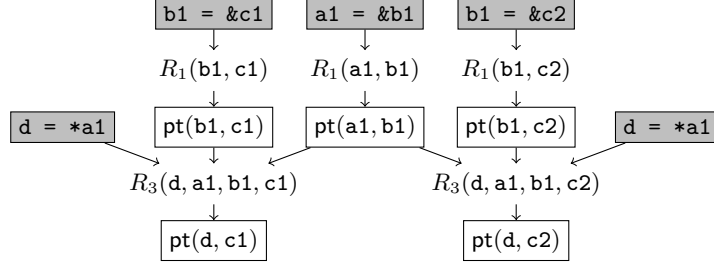 b1 = &c1 a1 = &b1 b1 = &c2
R₁(b1, c1) R₁(a1, b1) R₁(b1, c2)
d = *a1 pt(b1, c1) pt(a1, b1) pt(b1, c2) d = *a1
R₃(d, a1, b1, c1) R₃(d, a1, b1, c2)
pt(d, c1) pt(d, c2)